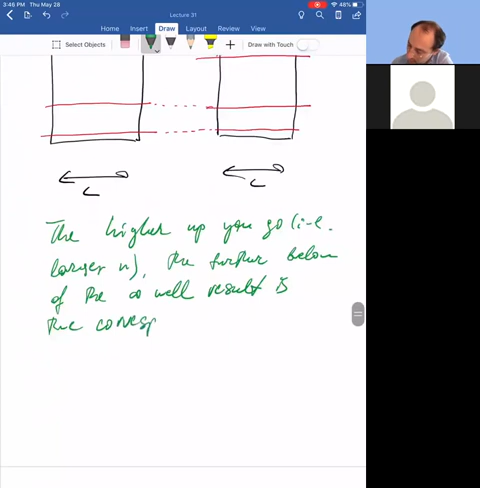 3:46 PM Thu May 28
48%
Lecture 31
Home Insert Draw Layout Review View
Select Objects
Draw with Touch
L
L
The higher up you go (i.e.
larger n), the further below
of the ∞ well result is
the corresp